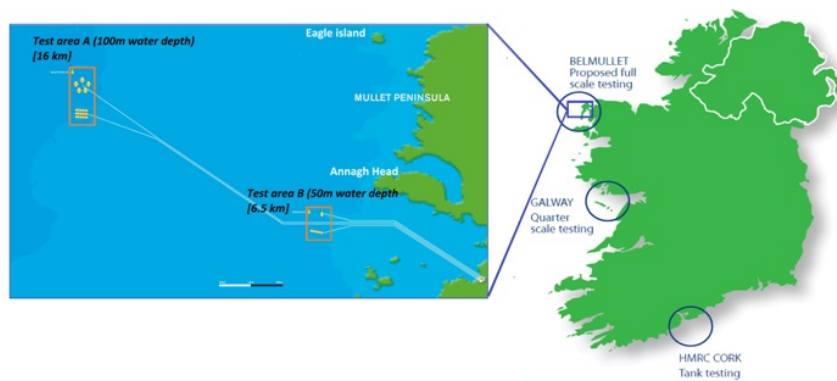 Test area A (100m water depth)
[16 km]
Eagle island
MULLET PENINSULA
Annagh Head
Test area B (50m water depth
[6.5 km]
BELMULLET
Proposed full
scale testing
GALWAY
Quarter
scale testing
HMRC CORK
Tank testing